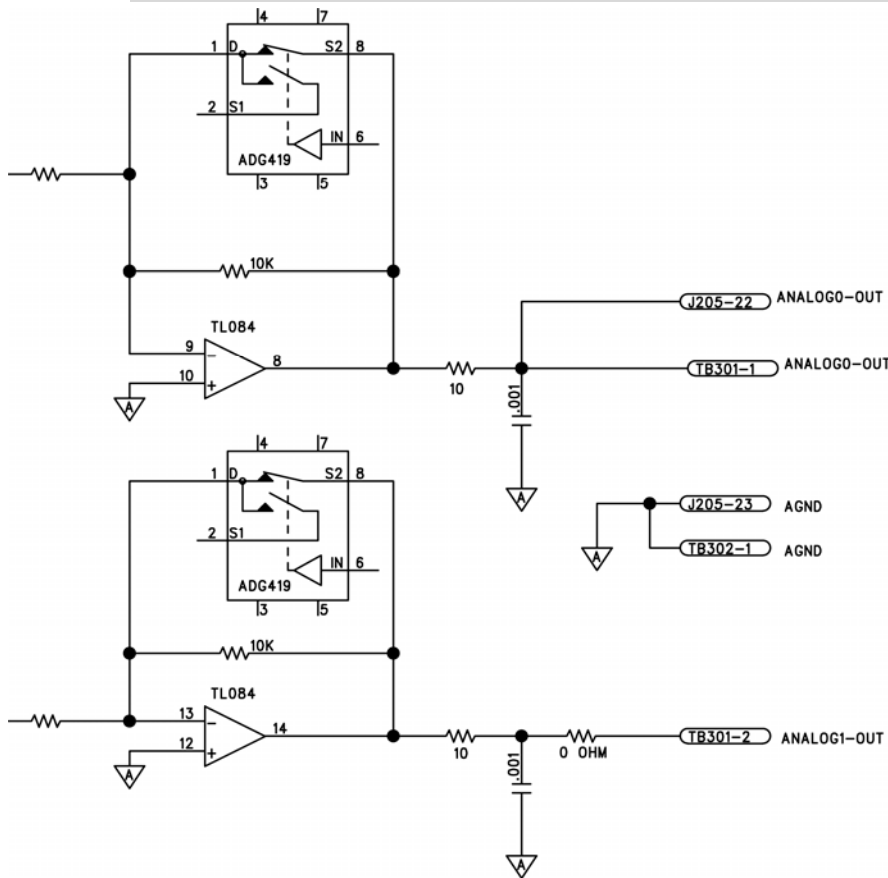 4 7
1 D S2 8
2 S1
IN 6
ADG419
3 5
10K
TL084
9 −
8
10 +
A
10
.001
A
J205-22 ANALOG0-OUT
TB301-1 ANALOG0-OUT
4 7
1 D S2 8
2 S1
IN 6
ADG419
3 5
J205-23 AGND
TB302-1 AGND
A
10K
TL084
13 −
14
12 +
A
10
.001
0 OHM
TB301-2 ANALOG1-OUT
A